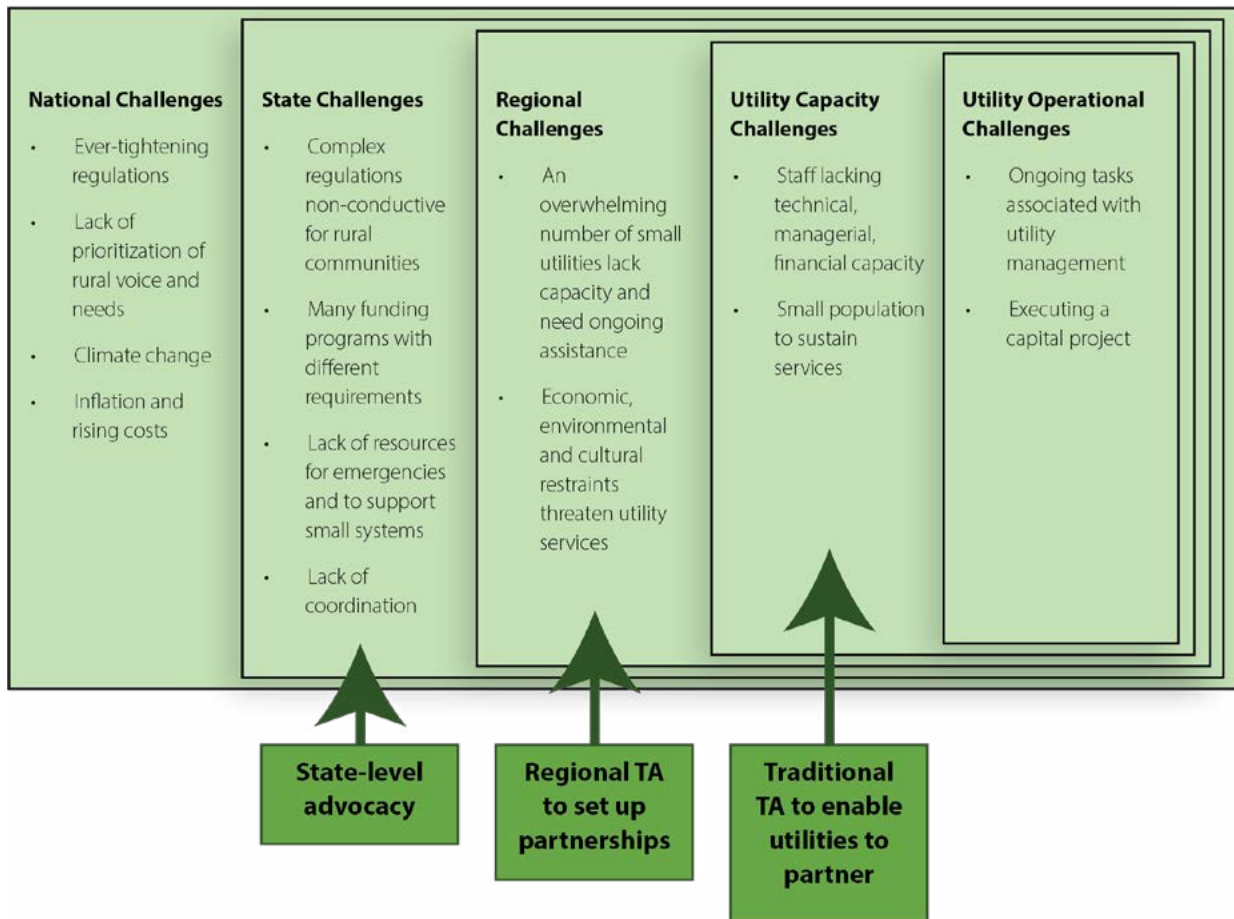 National Challenges
• Ever-tightening
regulations
• Lack of
prioritization of
rural voice and
needs
• Climate change
• Inflation and
rising costs
State Challenges
• Complex
regulations
non-conductive
for rural
communities
• Many funding
programs with
different
requirements
• Lack of resources
for emergencies
and to support
small systems
• Lack of
coordination
Regional
Challenges
• An
overwhelming
number of small
utilities lack
capacity and
need ongoing
assistance
• Economic,
environmental
and cultural
restraints
threaten utility
services
Utility Capacity
Challenges
• Staff lacking
technical,
managerial,
financial capacity
• Small population
to sustain
services
Utility Operational
Challenges
• Ongoing tasks
associated with
utility
management
• Executing a
capital project
State-level
advocacy
Regional TA
to set up
partnerships
Traditional
TA to enable
utilities to
partner